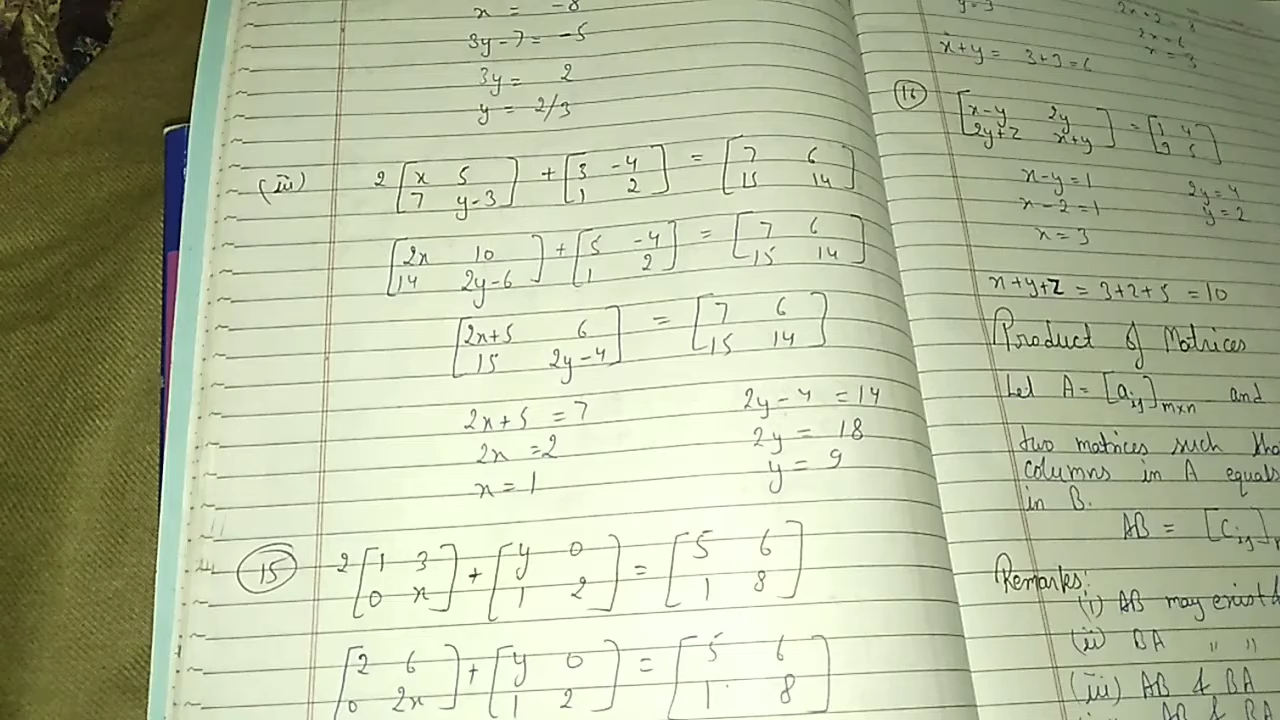 x = -8
3y-7 = -5
3y = 2
y = 2/3
(iii) 2 [x 5
7 y-3] + [3 -4
1 2] = [7 6
15 14]
[2x 10
14 2y-6] + [5 -4
1 2] = [7 6
15 14]
[2x+5 6
15 2y-4] = [7 6
15 14]
2x+5 = 7
2x = 2
x = 1
2y-4 = 14
2y = 18
y = 9
15 2 [1 3
0 x] + [y 0
1 2] = [5 6
1 8]
[2 6
0 2x] + [y 0
1 2] = [5 6
1 8]
y=3
2x=6
x=3
x+y = 3+3=6
16 [x-y 2y
2y+z x+y] = [1 4
9 5]
x-y=1
x-2=1
x=3
2y=4
y=2
x+y+z = 3+2+5 = 10
Product of Matrices
Let A = [aij]m×n and
two matrices such
columns in A equals
in B.
AB = [cij]
Remarks:
(i) AB may exist
(ii) BA " "
(iii) AB & BA
AB & BA